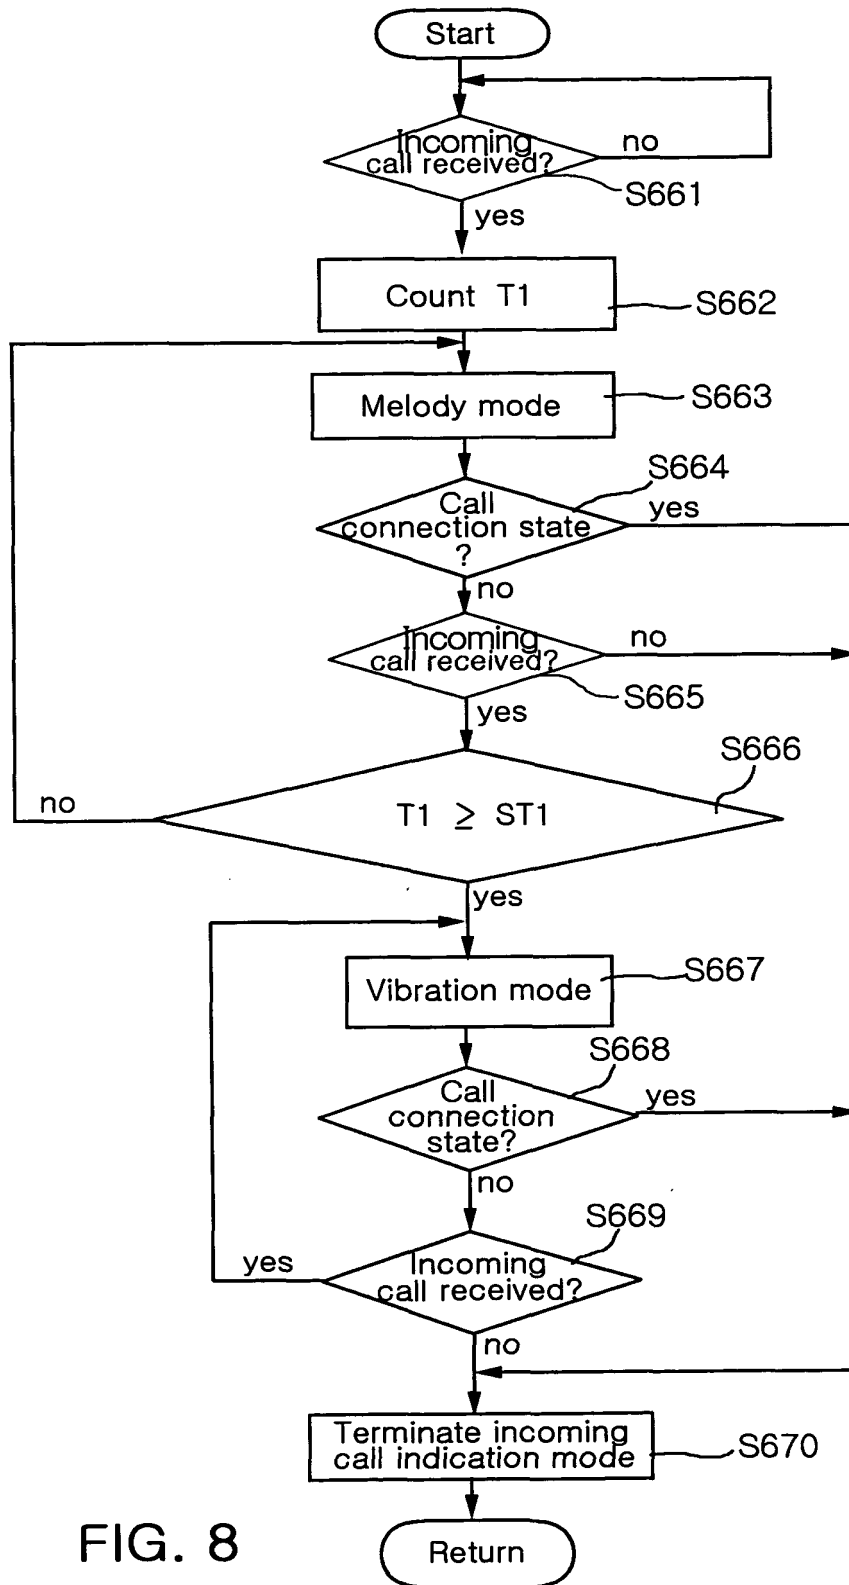 Start
Incoming
call received?
no
S661
yes
Count T1
S662
Melody mode
S663
S664
Call
connection state
?
yes
no
Incoming
call received?
no
S665
yes
S666
no
T1 ≥ ST1
yes
Vibration mode
S667
S668
Call
connection
state?
yes
no
S669
yes
Incoming
call received?
no
Terminate incoming
call indication mode
S670
FIG. 8
Return